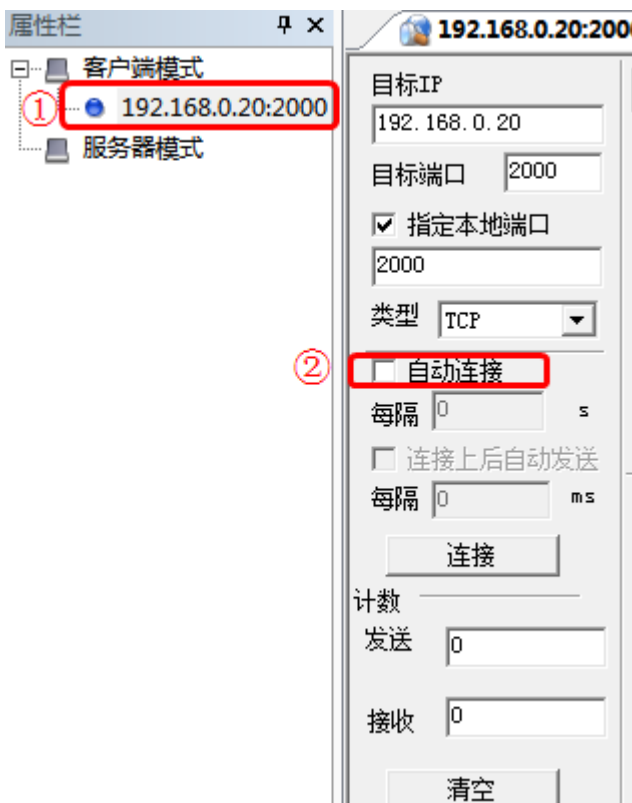 属性栏
客户端模式
① 192.168.0.20:2000
服务器模式
192.168.0.20:200
目标IP
192.168.0.20
目标端口 2000
指定本地端口
2000
类型 TCP
② 自动连接
每隔 0 s
连接上后自动发送
每隔 0 ms
连接
计数
发送 0
接收 0
清空